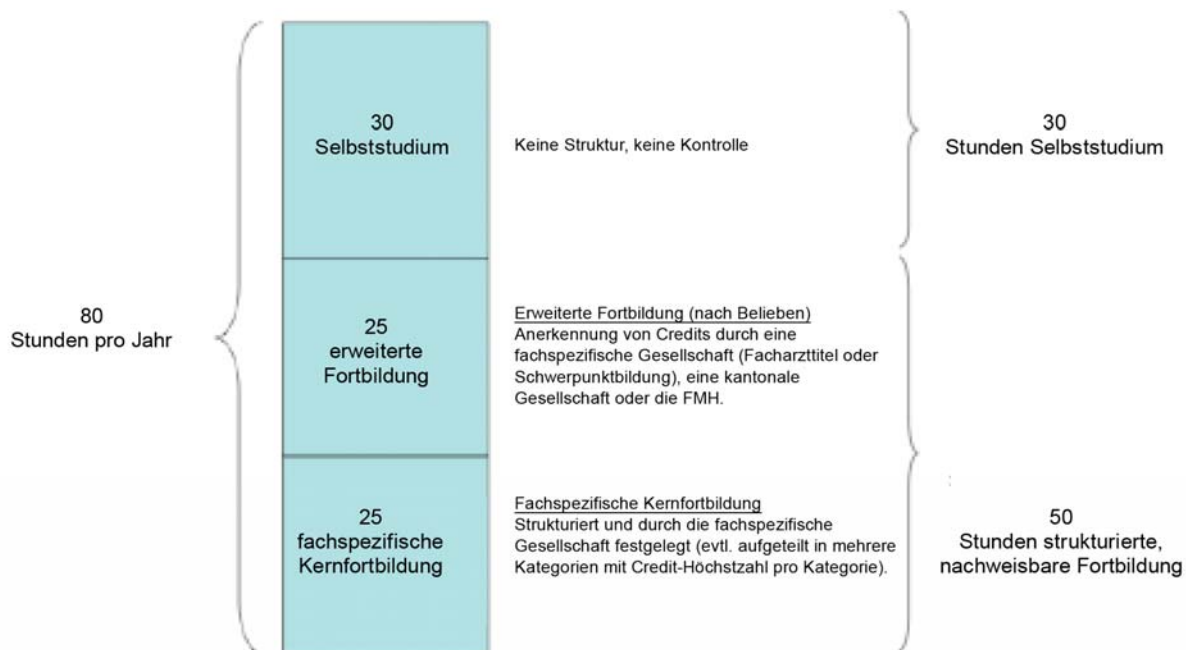 80
Stunden pro Jahr
30
Selbststudium
Keine Struktur, keine Kontrolle
30
Stunden Selbststudium
25
erweiterte
Fortbildung
Erweiterte Fortbildung (nach Belieben)
Anerkennung von Credits durch eine
fachspezifische Gesellschaft (Facharzttitel oder
Schwerpunktbildung), eine kantonale
Gesellschaft oder die FMH.
25
fachspezifische
Kernfortbildung
Fachspezifische Kernfortbildung
Strukturiert und durch die fachspezifische
Gesellschaft festgelegt (evtl. aufgeteilt in mehrere
Kategorien mit Credit-Höchstzahl pro Kategorie).
50
Stunden strukturierte,
nachweisbare Fortbildung